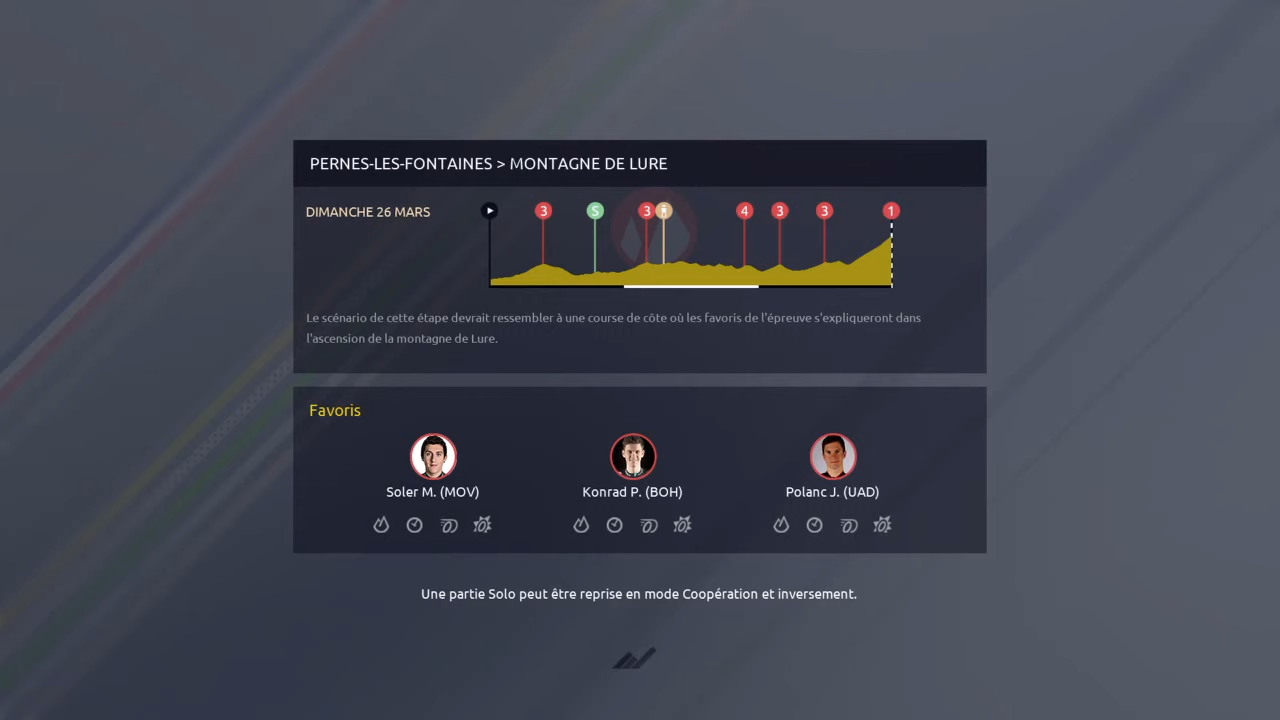 PERNES-LES-FONTAINES > MONTAGNE DE LURE
DIMANCHE 26 MARS
3 S 3 4 3 3 1
Le scénario de cette étape devrait ressembler à une course de côte où les favoris de l'épreuve s'expliqueront dans
l'ascension de la montagne de Lure.
Favoris
Soler M. (MOV) Konrad P. (BOH) Polanc J. (UAD)
Une partie Solo peut être reprise en mode Coopération et inversement.